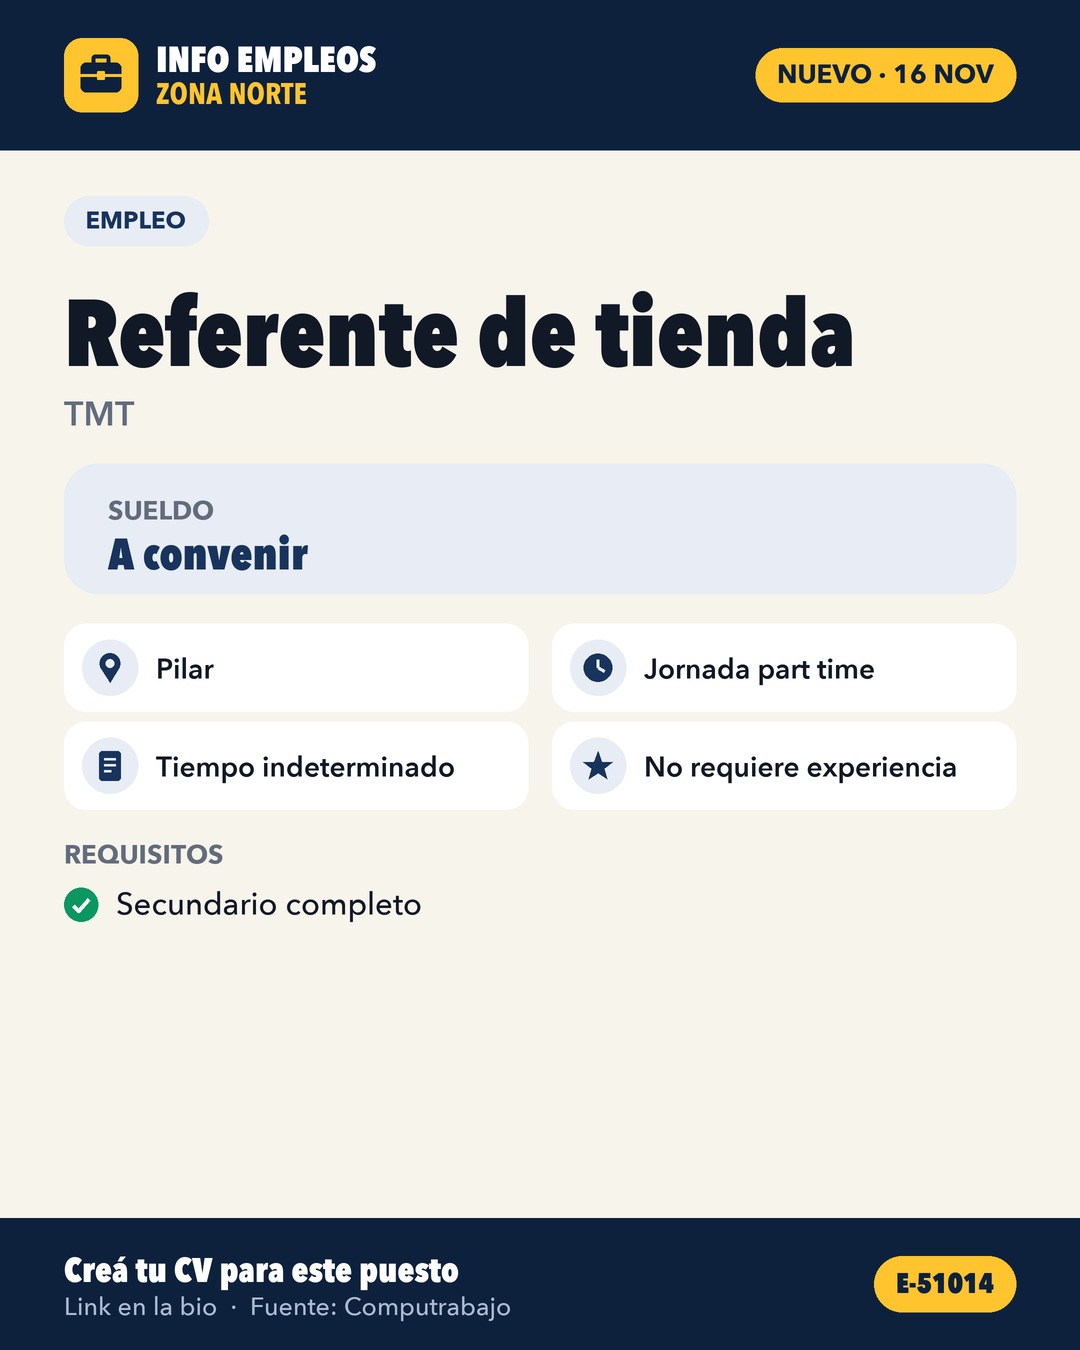 INFO EMPLEOS
ZONA NORTE
NUEVO · 16 NOV
EMPLEO
Referente de tienda
TMT
SUELDO
A convenir
Pilar
Jornada part time
Tiempo indeterminado
No requiere experiencia
REQUISITOS
Secundario completo
Creá tu CV para este puesto
Link en la bio · Fuente: Computrabajo
E-51014